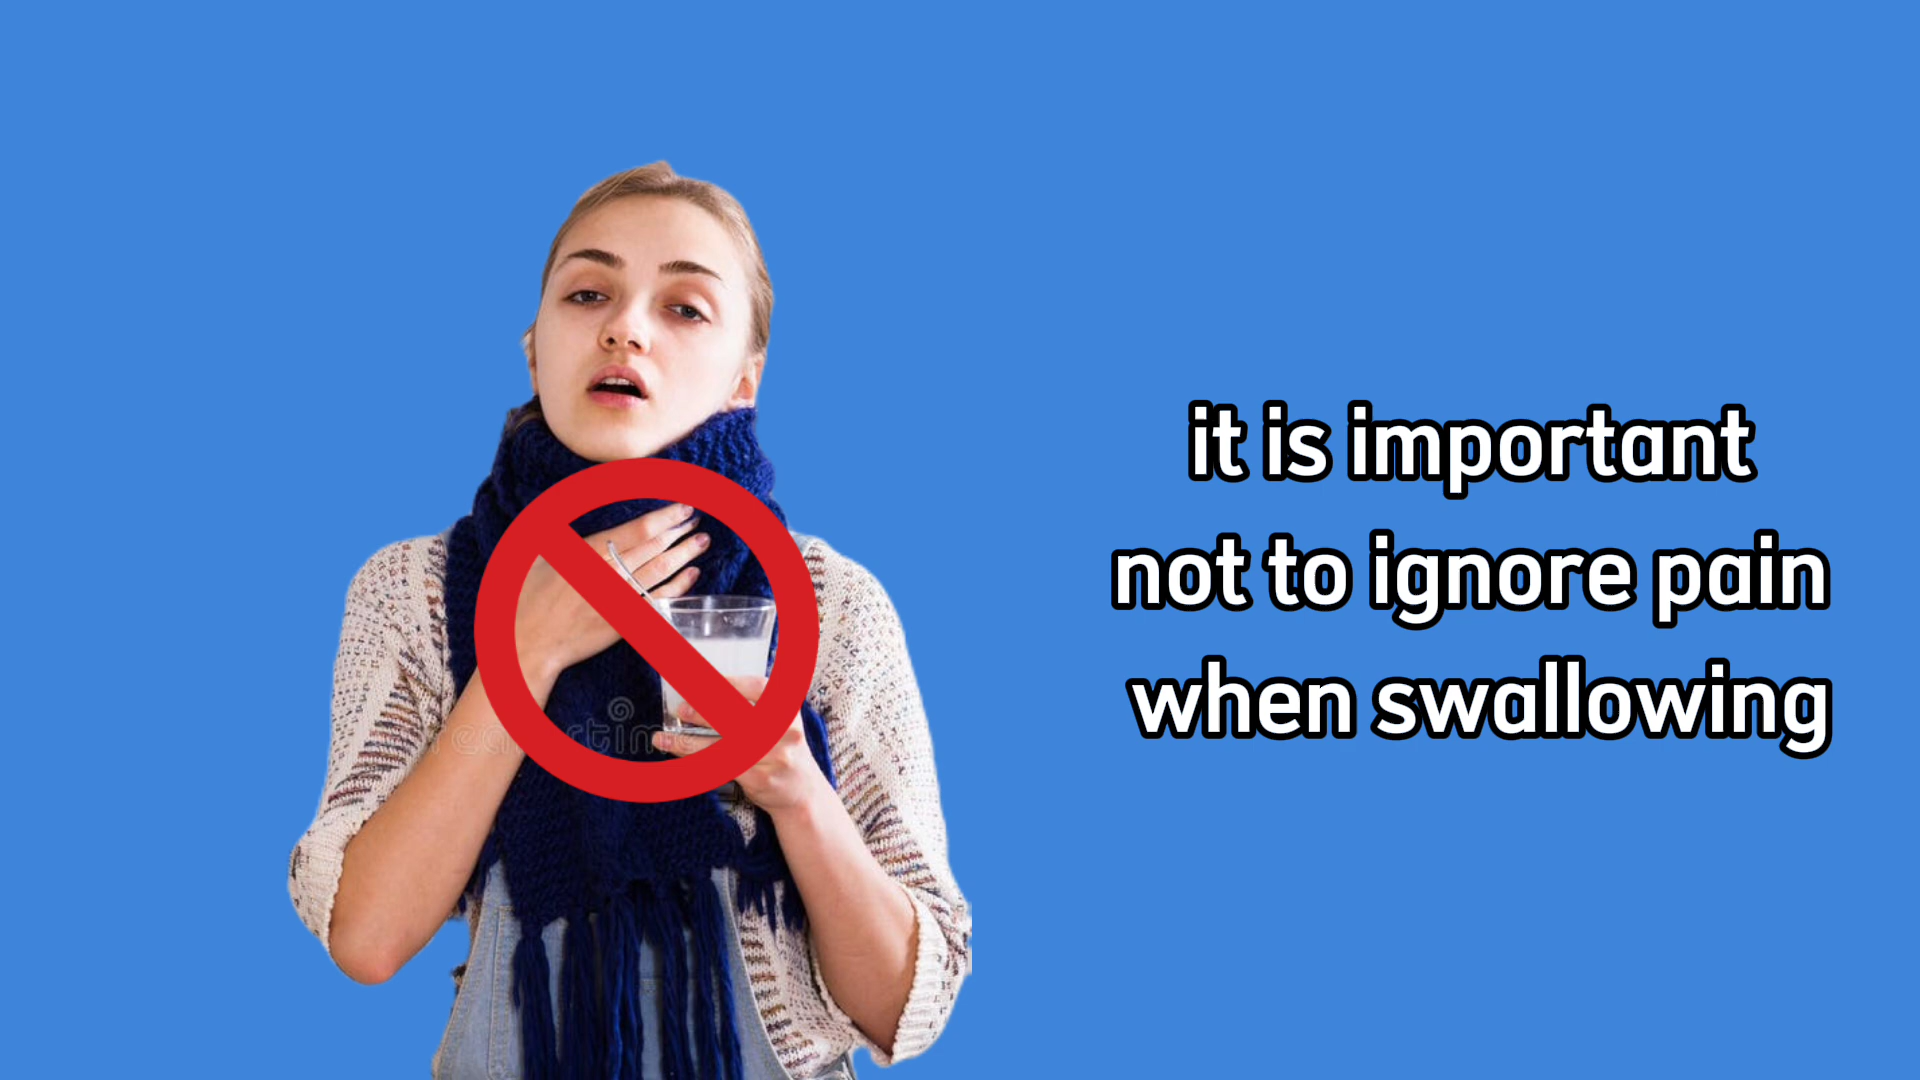 it is important
not to ignore pain
when swallowing